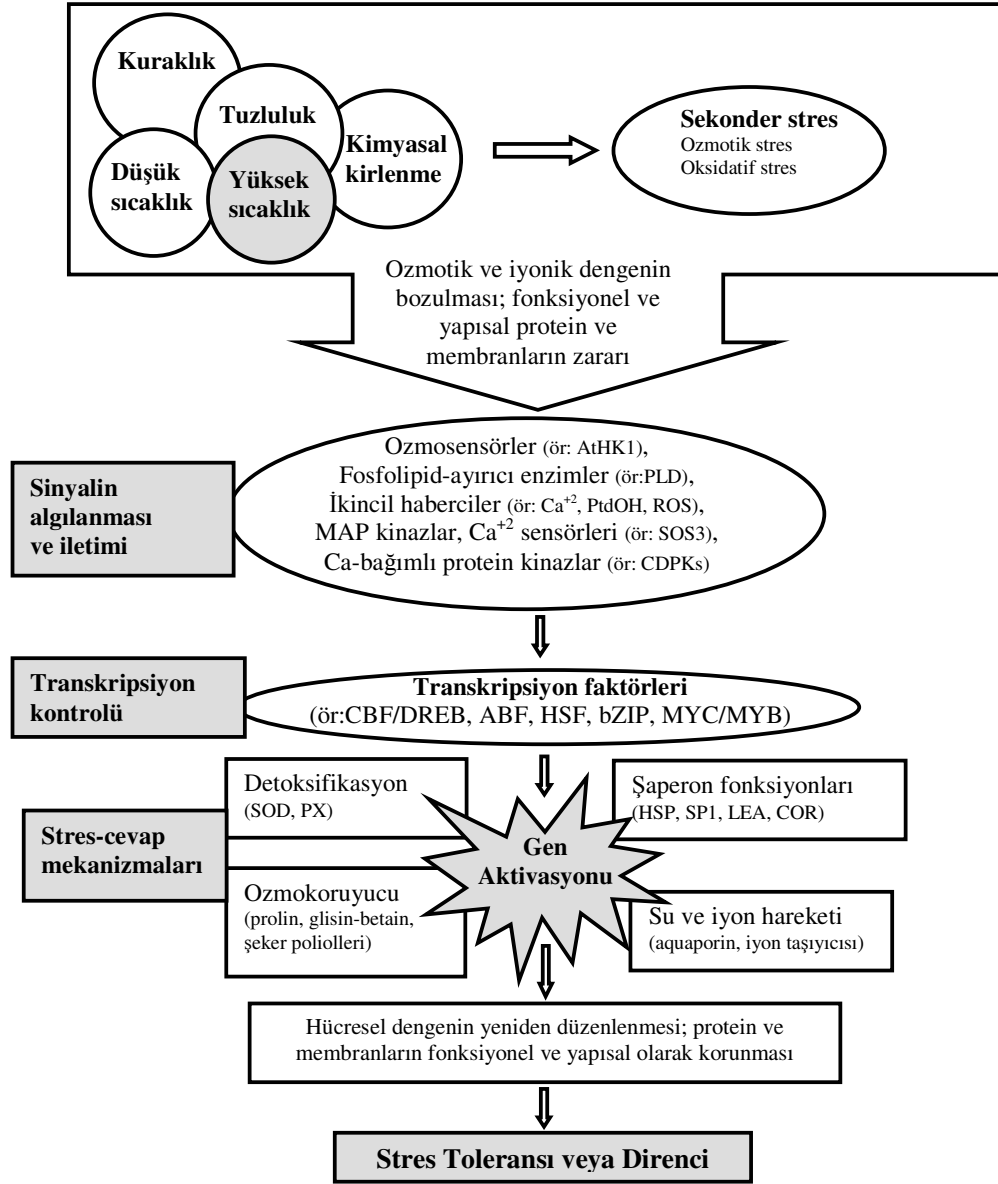 Kuraklık
Tuzluluk
Kimyasal
kirlenme
Düşük
sıcaklık
Yüksek
sıcaklık
Sekonder stres
Ozmotik stres
Oksidatif stres
Ozmotik ve iyonik dengenin
bozulması; fonksiyonel ve
yapısal protein ve
membranların zararı
Sinyalin
algılanması
ve iletimi
Ozmosensörler (ör: AtHK1),
Fosfolipid-ayırıcı enzimler (ör:PLD),
İkincil haberciler (ör: Ca⁺², PtdOH, ROS),
MAP kinazlar, Ca⁺² sensörleri (ör: SOS3),
Ca-bağımlı protein kinazlar (ör: CDPKs)
Transkripsiyon
kontrolü
Transkripsiyon faktörleri
(ör:CBF/DREB, ABF, HSF, bZIP, MYC/MYB)
Stres-cevap
mekanizmaları
Detoksifikasyon
(SOD, PX)
Şaperon fonksiyonları
(HSP, SP1, LEA, COR)
Gen
Aktivasyonu
Ozmokoruyucu
(prolin, glisin-betain,
şeker poliolleri)
Su ve iyon hareketi
(aquaporin, iyon taşıyıcısı)
Hücresel dengenin yeniden düzenlenmesi; protein ve
membranların fonksiyonel ve yapısal olarak korunması
Stres Toleransı veya Direnci